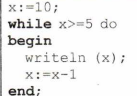 x:=10;
while x>=5 do
begin
writeln (x);
x:=x-1
end;